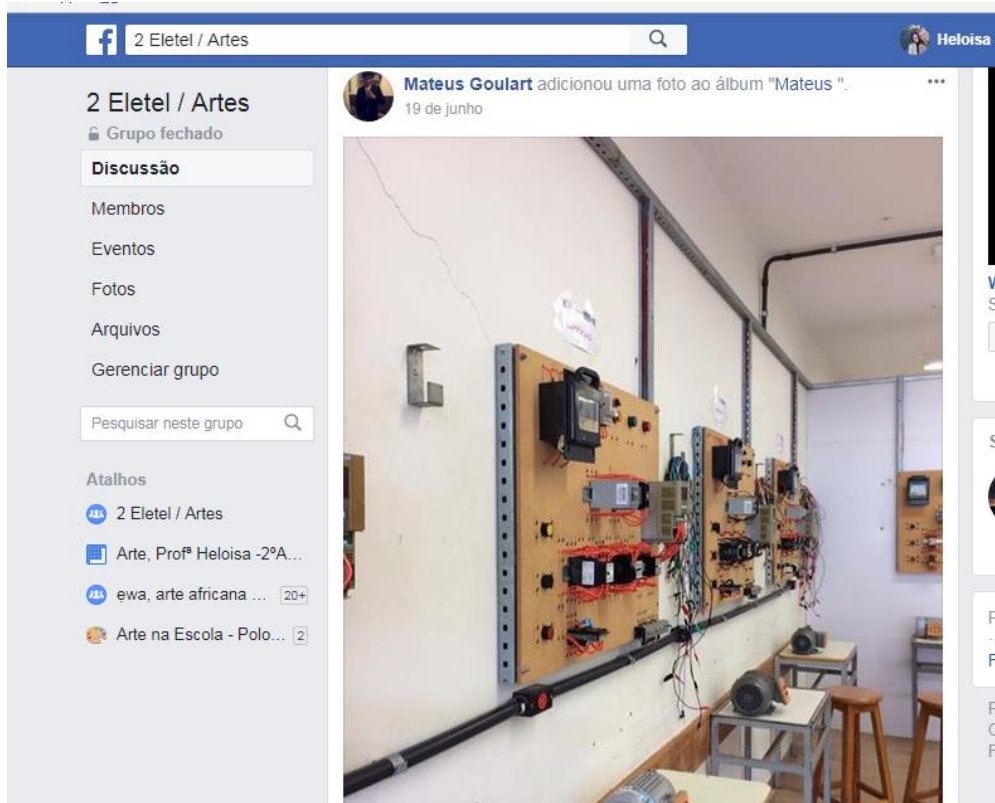 2 Eletel / Artes
Heloisa
2 Eletel / Artes
Grupo fechado
Discussão
Membros
Eventos
Fotos
Arquivos
Gerenciar grupo
Pesquisar neste grupo
Atalhos
2 Eletel / Artes
Arte, Profª Heloisa -2ºA...
ẹwa, arte africana ... 20+
Arte na Escola - Polo... 2
Mateus Goulart adicionou uma foto ao álbum "Mateus ".
19 de junho